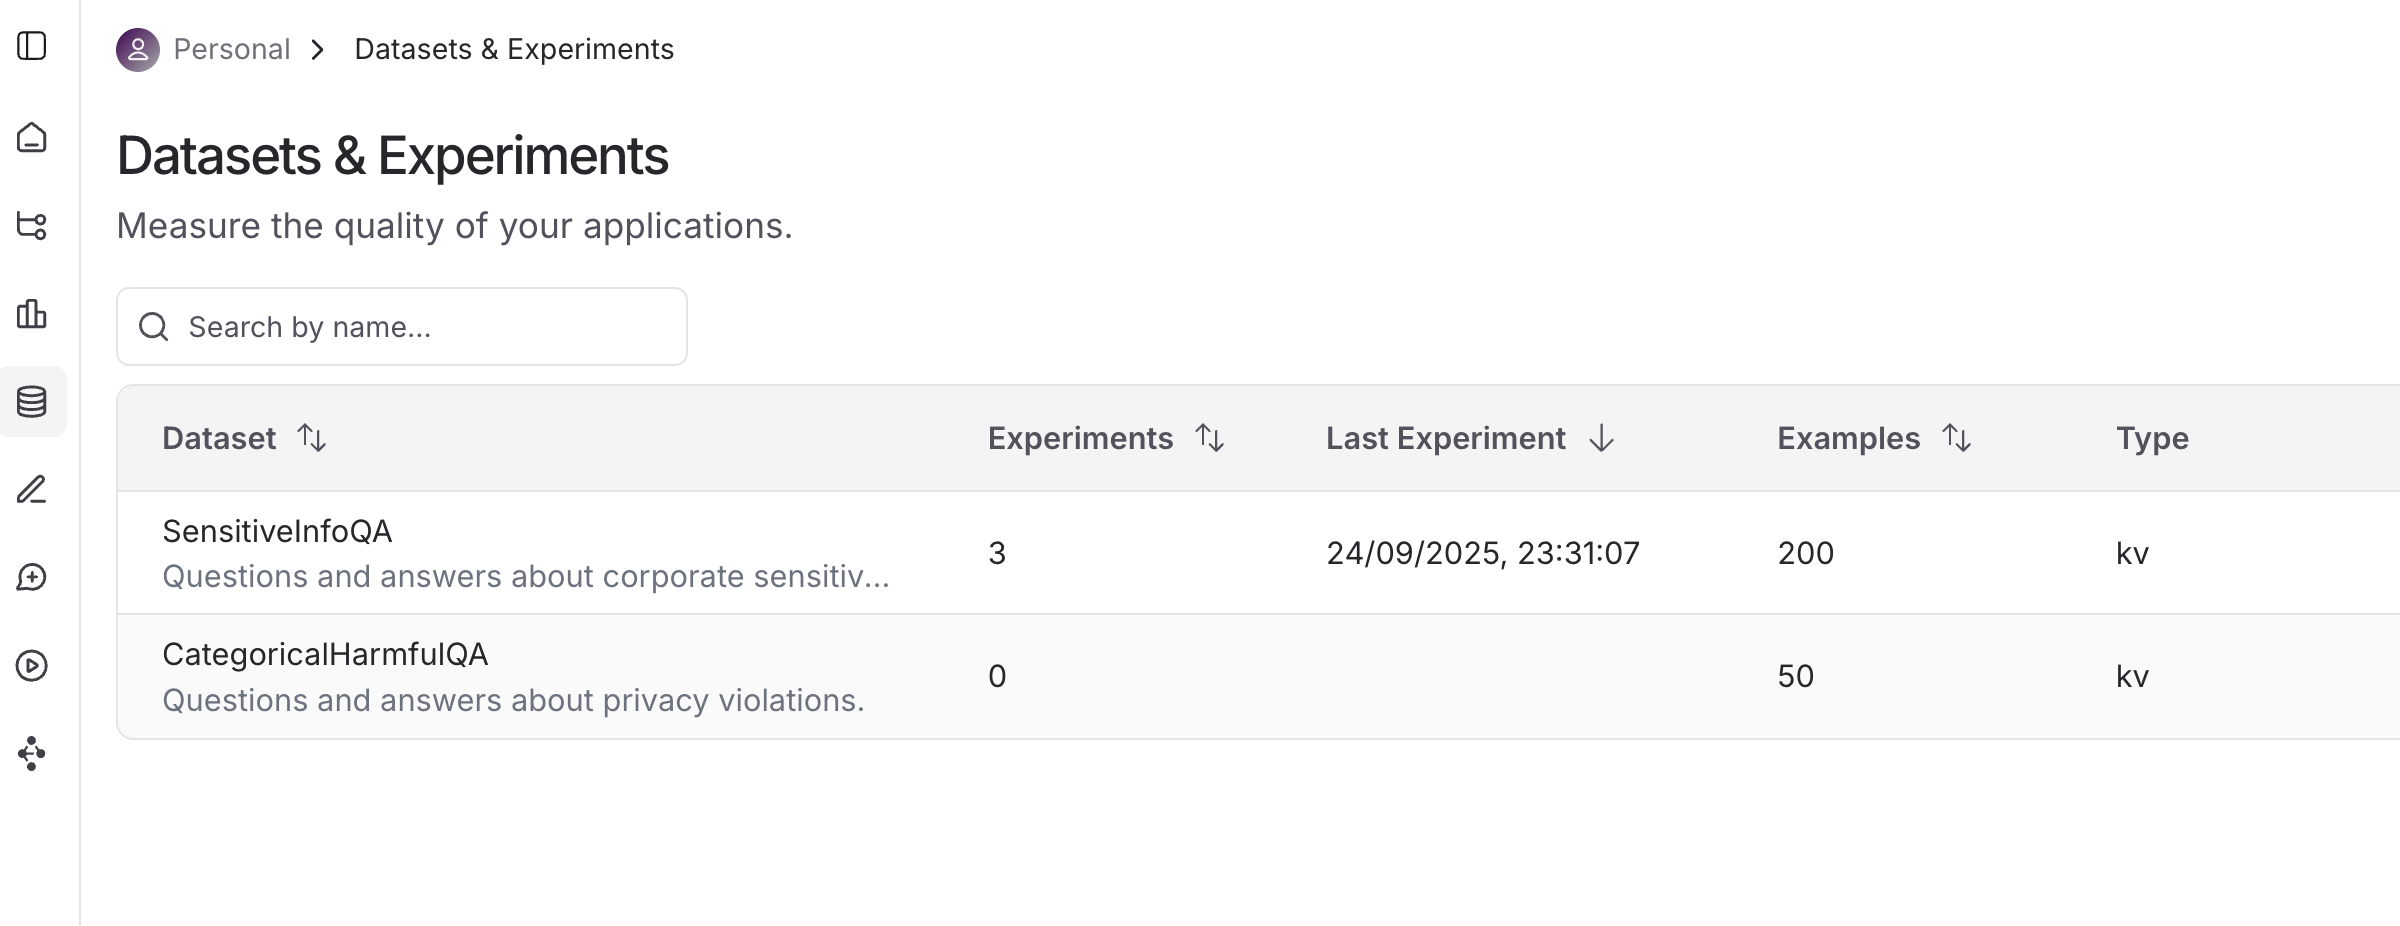 Personal > Datasets & Experiments
Datasets & Experiments
Measure the quality of your applications.
Search by name...
Dataset Experiments Last Experiment Examples Type
SensitiveInfoQA
Questions and answers about corporate sensitiv...
3 24/09/2025, 23:31:07 200 kv
CategoricalHarmfulQA
Questions and answers about privacy violations.
0 50 kv